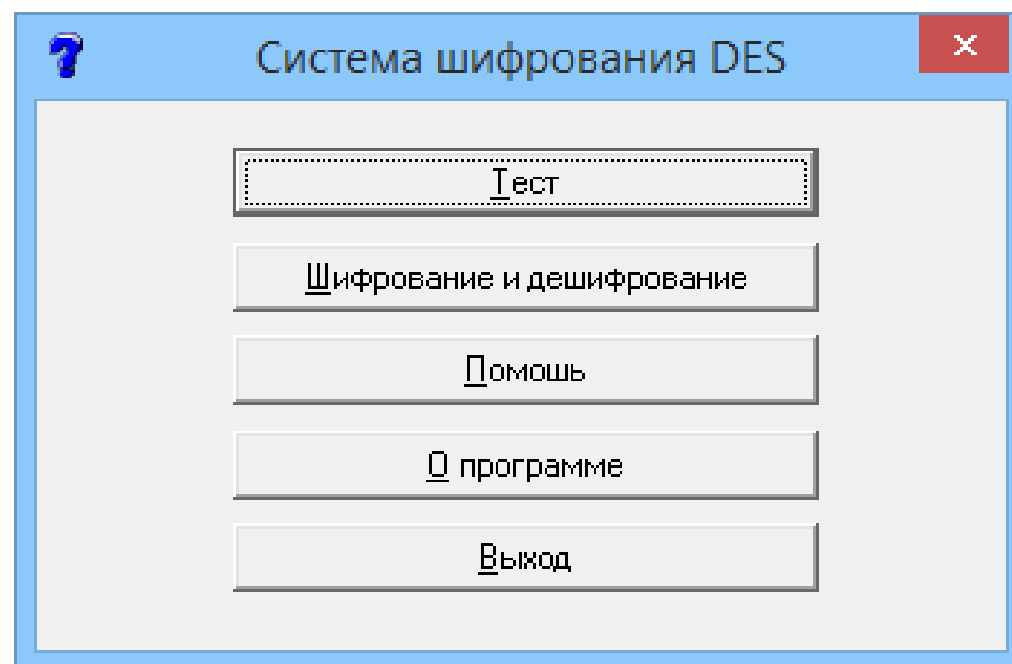 Система шифрования DES
Тест
Шифрование и дешифрование
Помошь
О программе
Выход